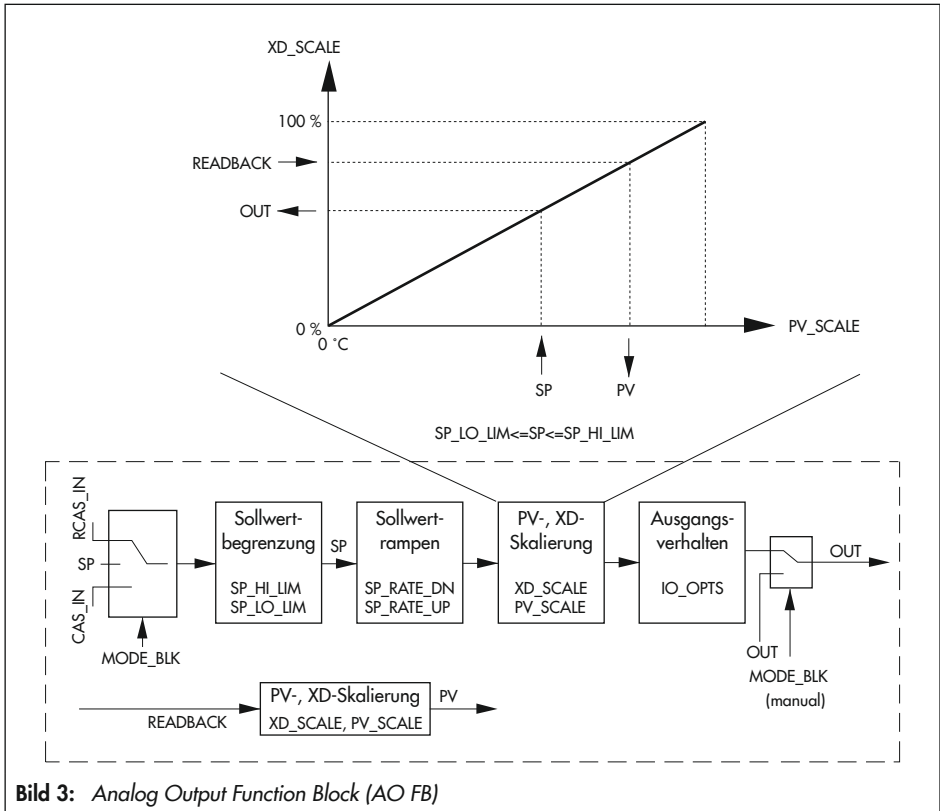 XD_SCALE
100 %
READBACK
OUT
0 %
0 ˚C
PV_SCALE
SP
PV
SP_LO_LIM<=SP<=SP_HI_LIM
RCAS_IN
SP
CAS_IN
MODE_BLK
Sollwert-
begrenzung
SP_HI_LIM
SP_LO_LIM
SP
Sollwert-
rampen
SP_RATE_DN
SP_RATE_UP
PV-, XD-
Skalierung
XD_SCALE
PV_SCALE
Ausgangs-
verhalten
IO_OPTS
OUT
OUT
MODE_BLK
(manual)
READBACK
PV-, XD-Skalierung
XD_SCALE, PV_SCALE
PV
Bild 3: Analog Output Function Block (AO FB)